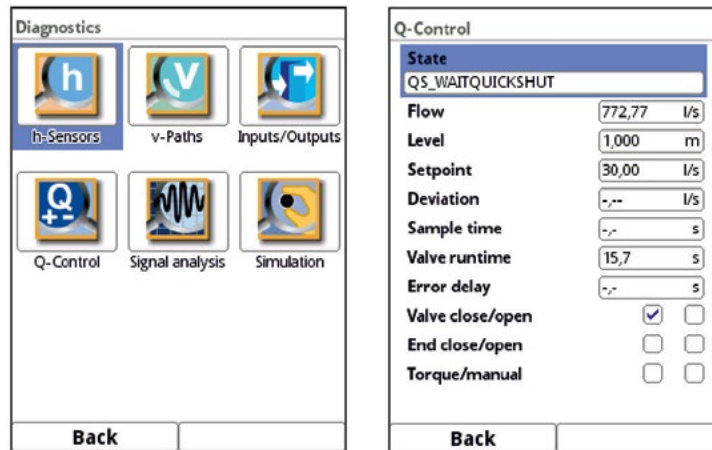 Diagnostics
h
v
h-Sensors v-Paths Inputs/Outputs
Q
+-
Q-Control Signal analysis Simulation
Back
Q-Control
State
QS_WAITQUICKSHUT
Flow 772,77 l/s
Level 1,000 m
Setpoint 30,00 l/s
Deviation -,-- l/s
Sample time -,- s
Valve runtime 15,7 s
Error delay -,- s
Valve close/open
End close/open
Torque/manual
Back